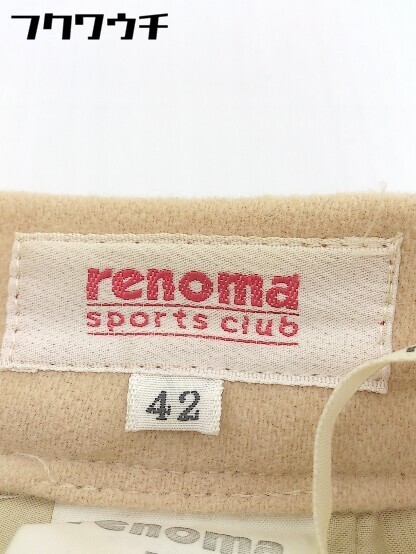 フクワウチ
renoma
sports club
42
renoma